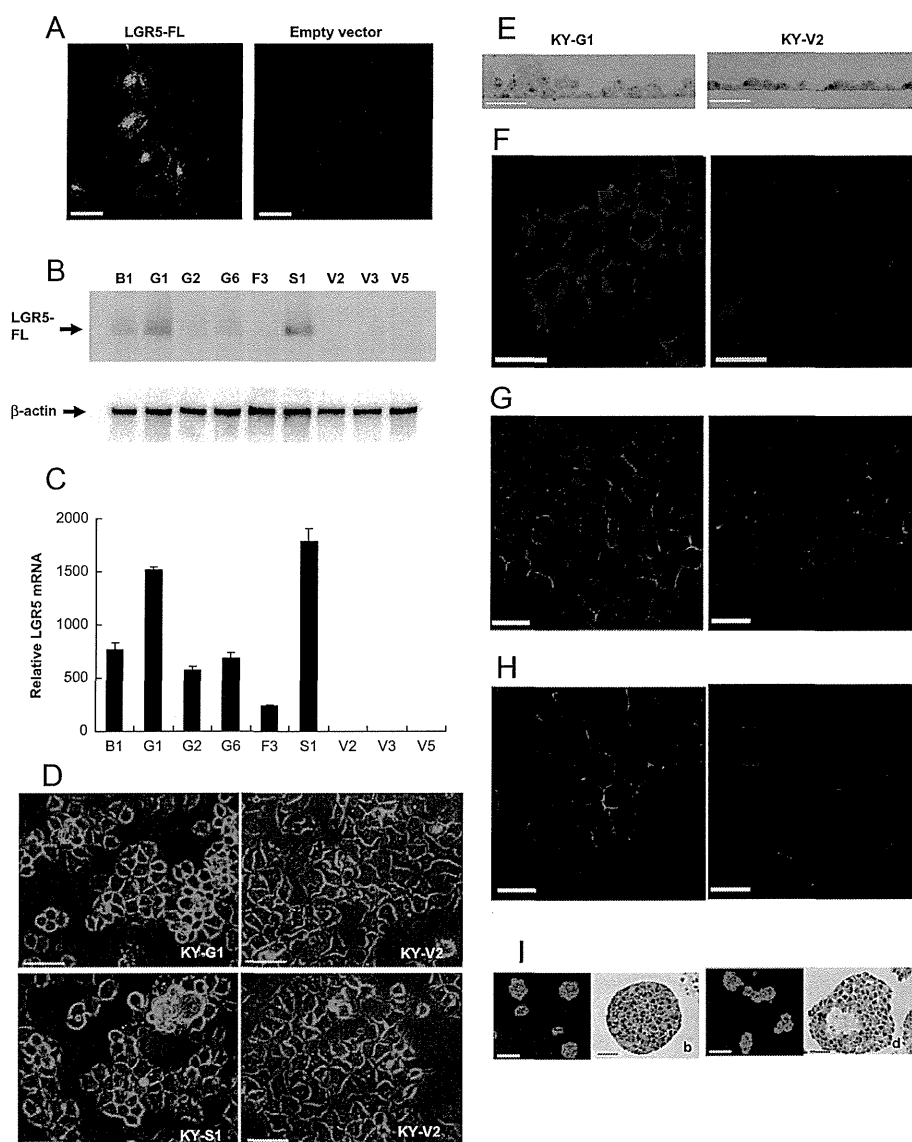 A
LGR5-FL
Empty vector
B
B1 G1 G2 G6 F3 S1 V2 V3 V5
LGR5-
FL
β-actin
C
Relative LGR5 mRNA
2000
1500
1000
500
0
B1 G1 G2 G6 F3 S1 V2 V3 V5
D
KY-G1
KY-V2
KY-S1
KY-V2
E
KY-G1
KY-V2
F
G
H
J
b
d